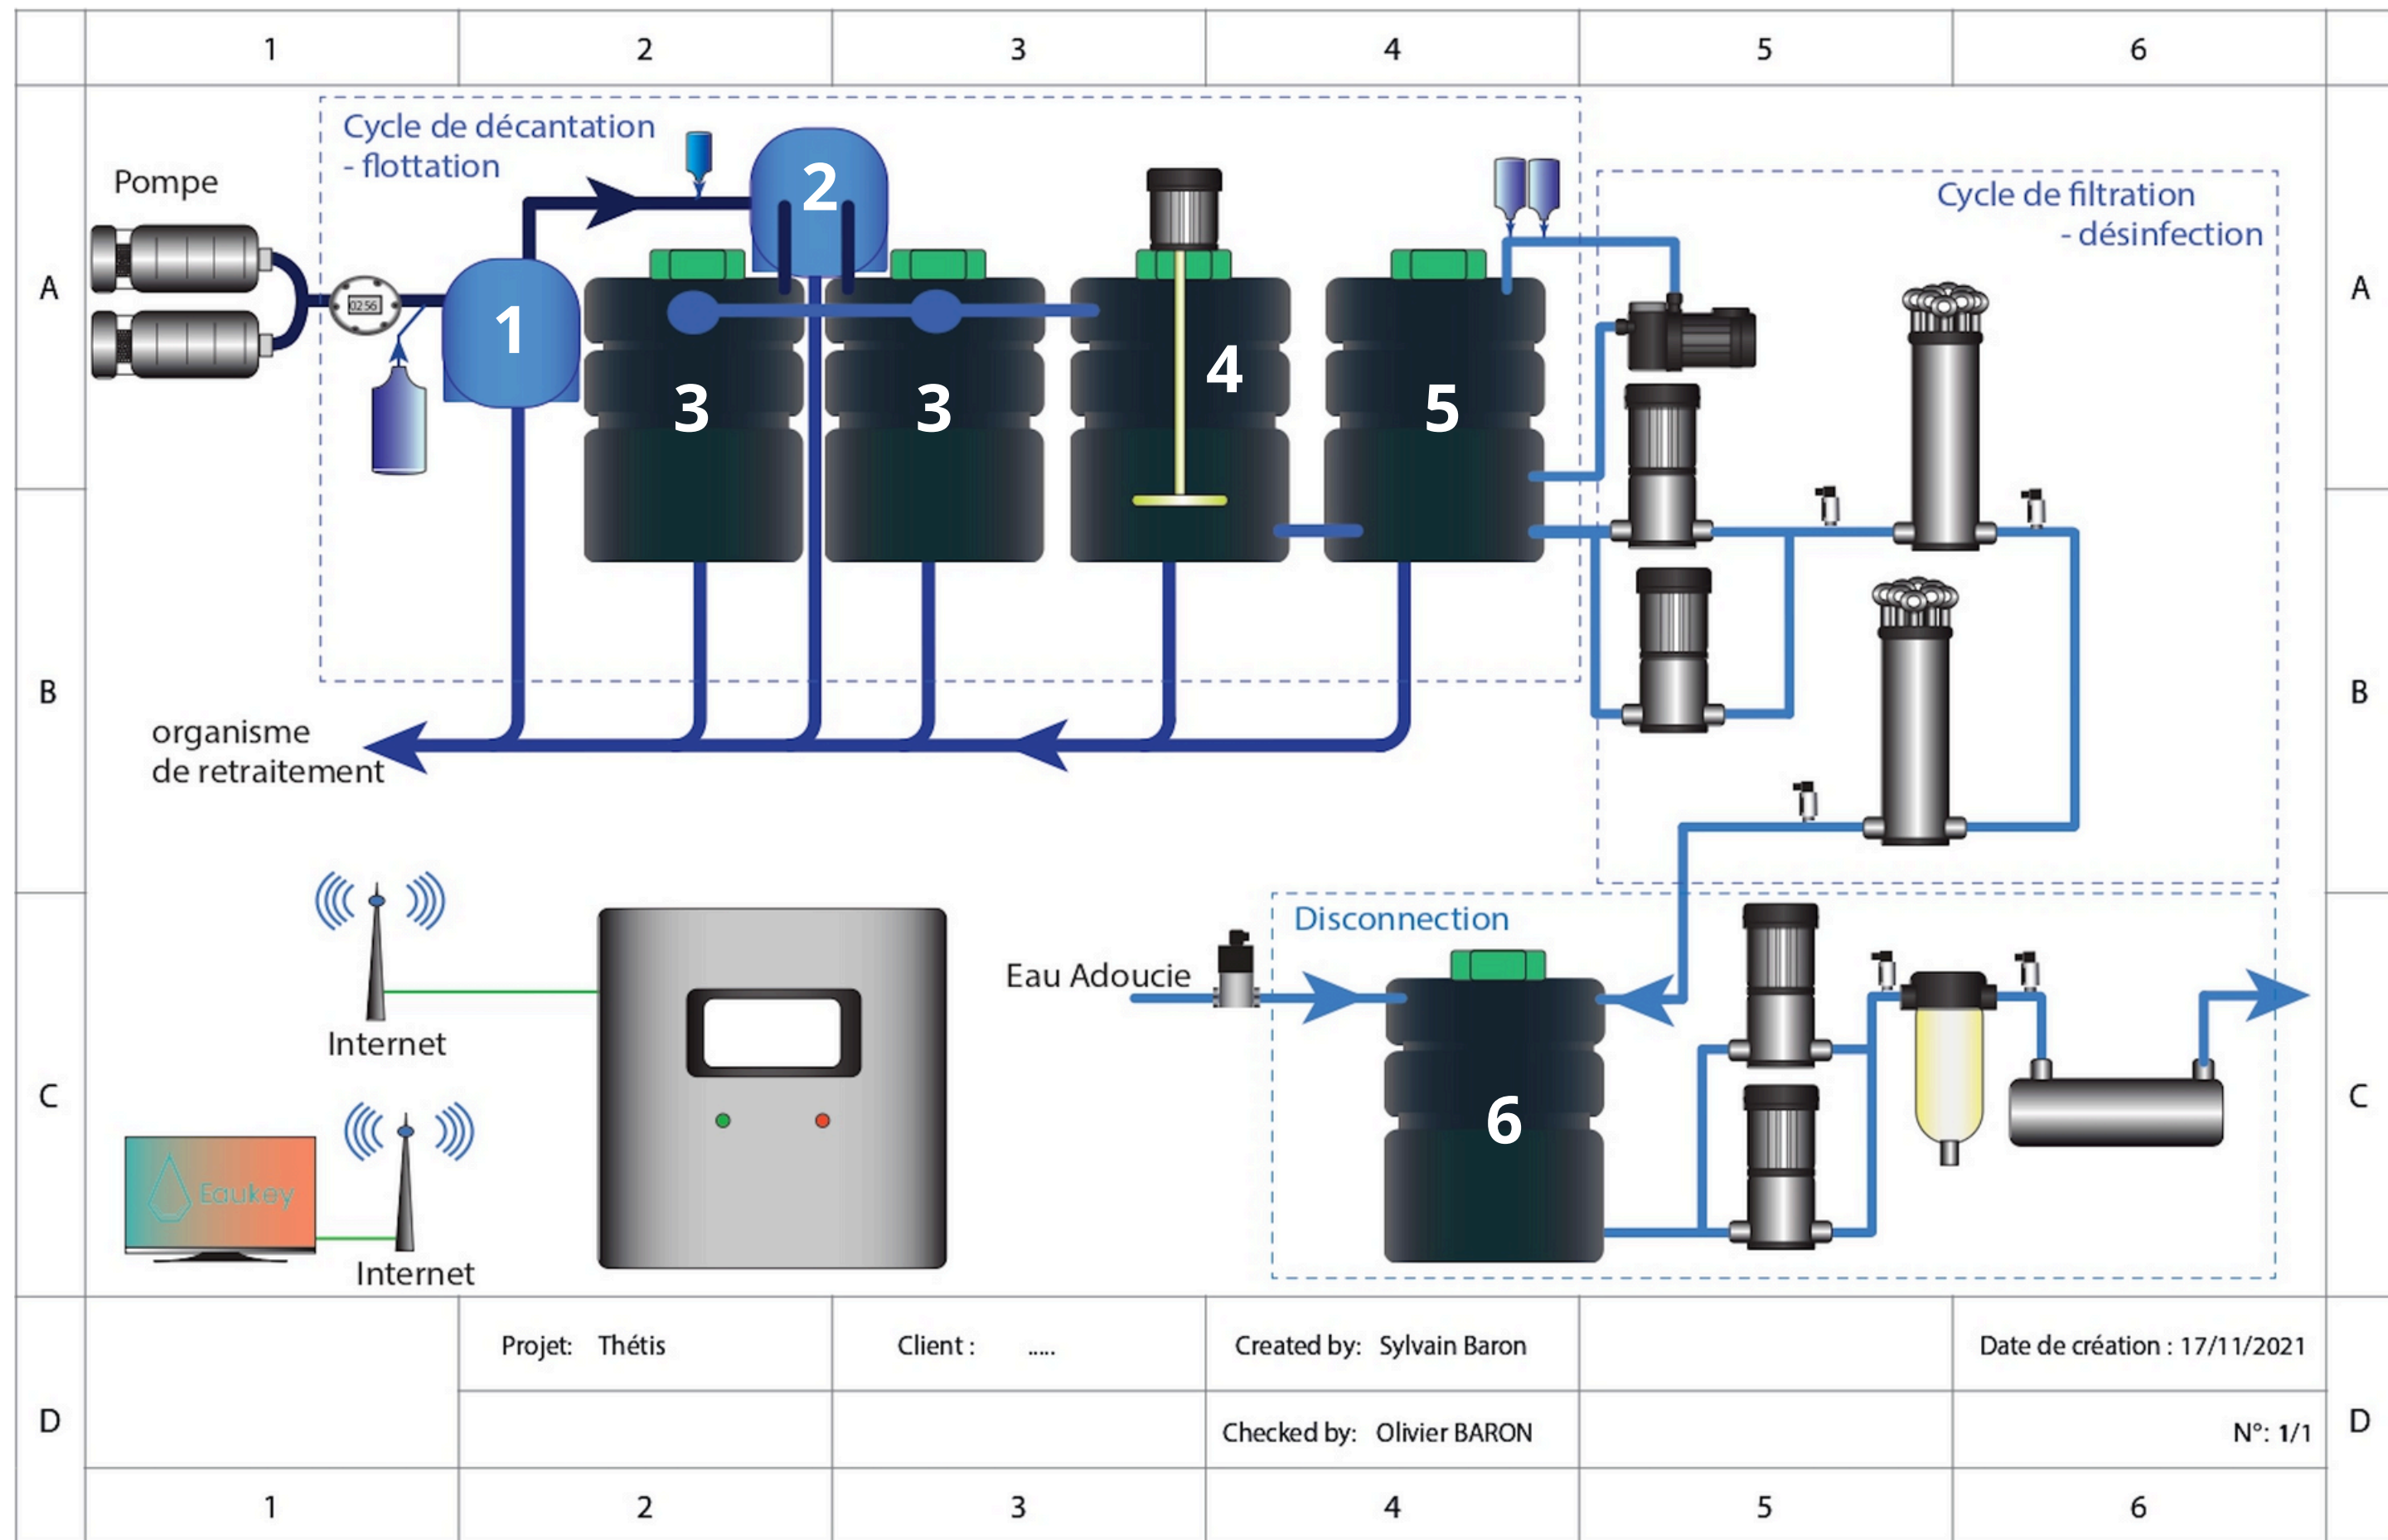 1 2 3 4 5 6
A
A
Cycle de décantation
- flottation
Pompe
0256
1
2
3
3
4
5
Cycle de filtration
- désinfection
B
B
organisme
de retraitement
C
C
Internet
Eaukey
Internet
Disconnection
Eau Adoucie
6
D
D
Projet: Thétis
Client : .....
Created by: Sylvain Baron
Date de création : 17/11/2021
Checked by: Olivier BARON
N°: 1/1
1 2 3 4 5 6